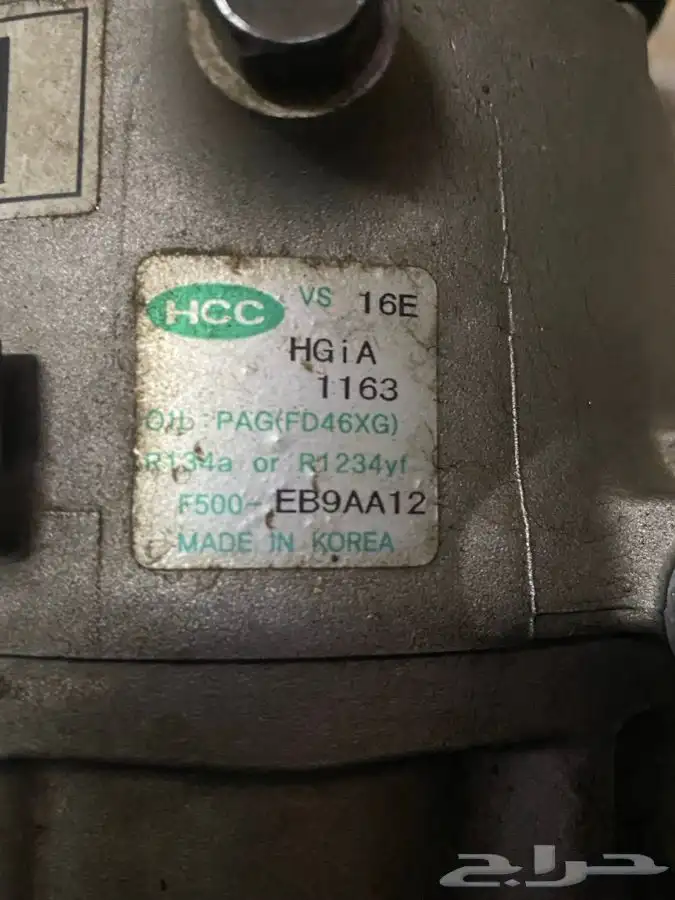 HCC VS 16E
HGiA
1163
OIL : PAG(FD46XG)
R134a or R1234yf
F500-EB9AA12
MADE IN KOREA
حراج